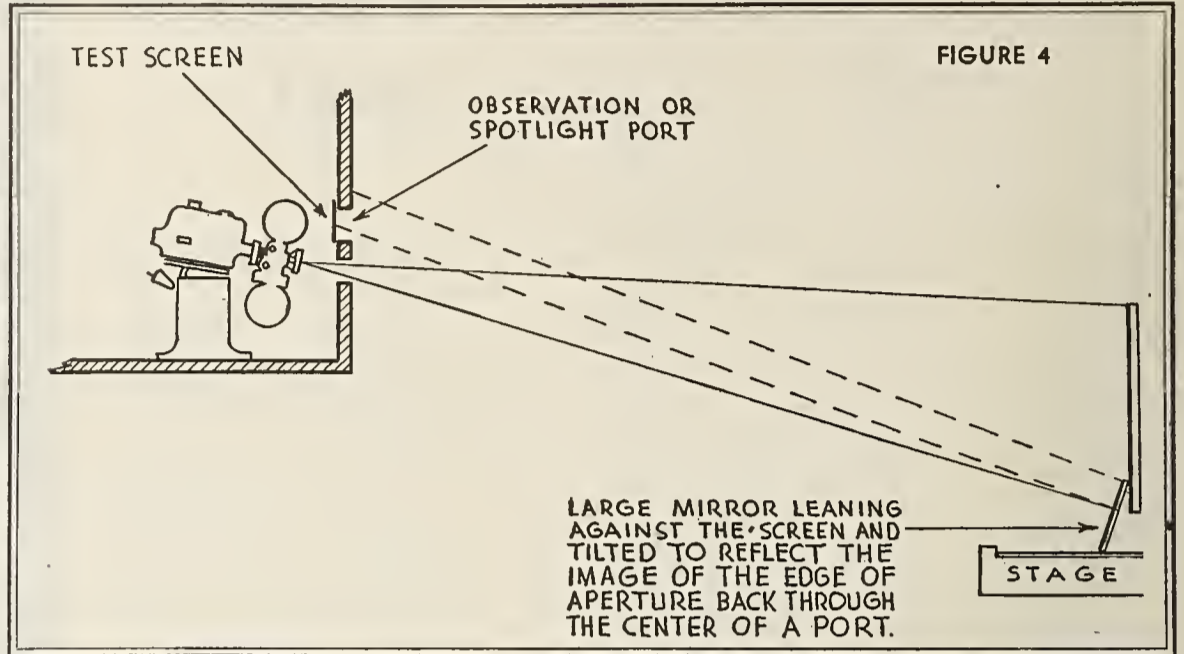 FIGURE 4
TEST SCREEN
OBSERVATION OR
SPOTLIGHT PORT
LARGE MIRROR LEANING
AGAINST THE SCREEN AND
TILTED TO REFLECT THE
IMAGE OF THE EDGE OF
APERTURE BACK THROUGH
THE CENTER OF A PORT.
STAGE